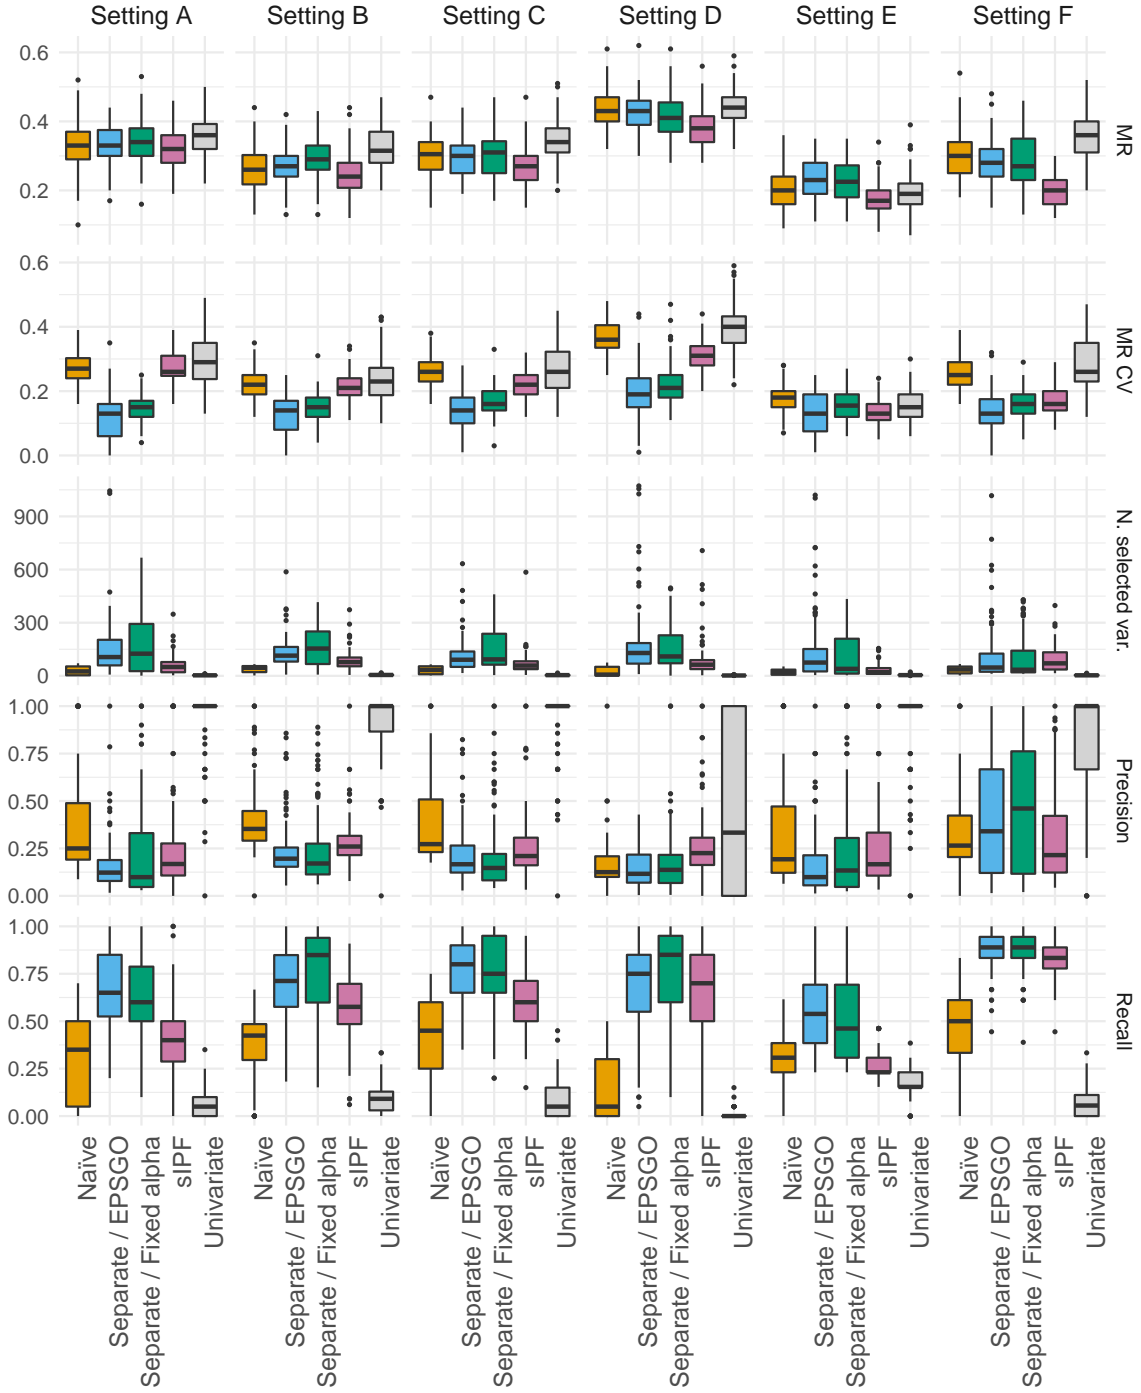 Setting A Setting B Setting C Setting D Setting E Setting F
0.6
0.4
0.2
MR
0.6
0.4
0.2
0.0
MR CV
900
600
300
0
N. selected var.
1.00
0.75
0.50
0.25
0.00
Precision
1.00
0.75
0.50
0.25
0.00
Recall
Naïve
Separate / EPSGO
Separate / Fixed alpha
sIPF
Univariate
Naïve
Separate / EPSGO
Separate / Fixed alpha
sIPF
Univariate
Naïve
Separate / EPSGO
Separate / Fixed alpha
sIPF
Univariate
Naïve
Separate / EPSGO
Separate / Fixed alpha
sIPF
Univariate
Naïve
Separate / EPSGO
Separate / Fixed alpha
sIPF
Univariate
Naïve
Separate / EPSGO
Separate / Fixed alpha
sIPF
Univariate